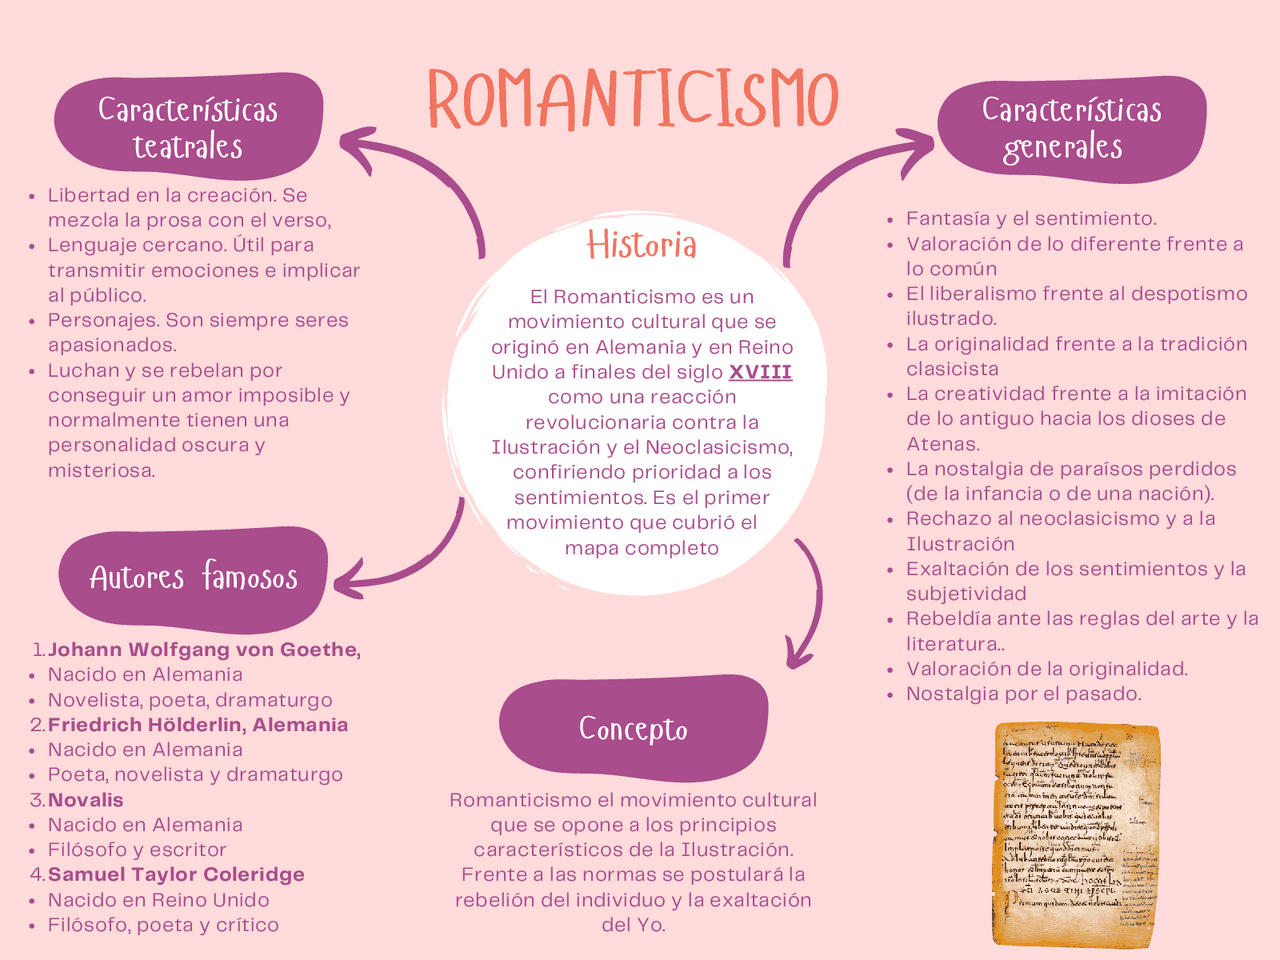 ROMANTICISMO
Características
teatrales
• Libertad en la creación. Se
mezcla la prosa con el verso,
• Lenguaje cercano. Útil para
transmitir emociones e implicar
al público.
• Personajes. Son siempre seres
apasionados.
• Luchan y se rebelan por
conseguir un amor imposible y
normalmente tienen una
personalidad oscura y
misteriosa.
Autores famosos
1. Johann Wolfgang von Goethe,
• Nacido en Alemania
• Novelista, poeta, dramaturgo
2. Friedrich Hölderlin, Alemania
• Nacido en Alemania
• Poeta, novelista y dramaturgo
3. Novalis
• Nacido en Alemania
• Filósofo y escritor
4. Samuel Taylor Coleridge
• Nacido en Reino Unido
• Filósofo, poeta y crítico
Historia
El Romanticismo es un
movimiento cultural que se
originó en Alemania y en Reino
Unido a finales del siglo XVIII
como una reacción
revolucionaria contra la
Ilustración y el Neoclasicismo,
confiriendo prioridad a los
sentimientos. Es el primer
movimiento que cubrió el
mapa completo
Concepto
Romanticismo el movimiento cultural
que se opone a los principios
característicos de la Ilustración.
Frente a las normas se postulará la
rebelión del individuo y la exaltación
del Yo.
Características
generales
• Fantasía y el sentimiento.
• Valoración de lo diferente frente a
lo común
• El liberalismo frente al despotismo
ilustrado.
• La originalidad frente a la tradición
clasicista
• La creatividad frente a la imitación
de lo antiguo hacia los dioses de
Atenas.
• La nostalgia de paraísos perdidos
(de la infancia o de una nación).
• Rechazo al neoclasicismo y a la
Ilustración
• Exaltación de los sentimientos y la
subjetividad
• Rebeldía ante las reglas del arte y la
literatura..
• Valoración de la originalidad.
• Nostalgia por el pasado.